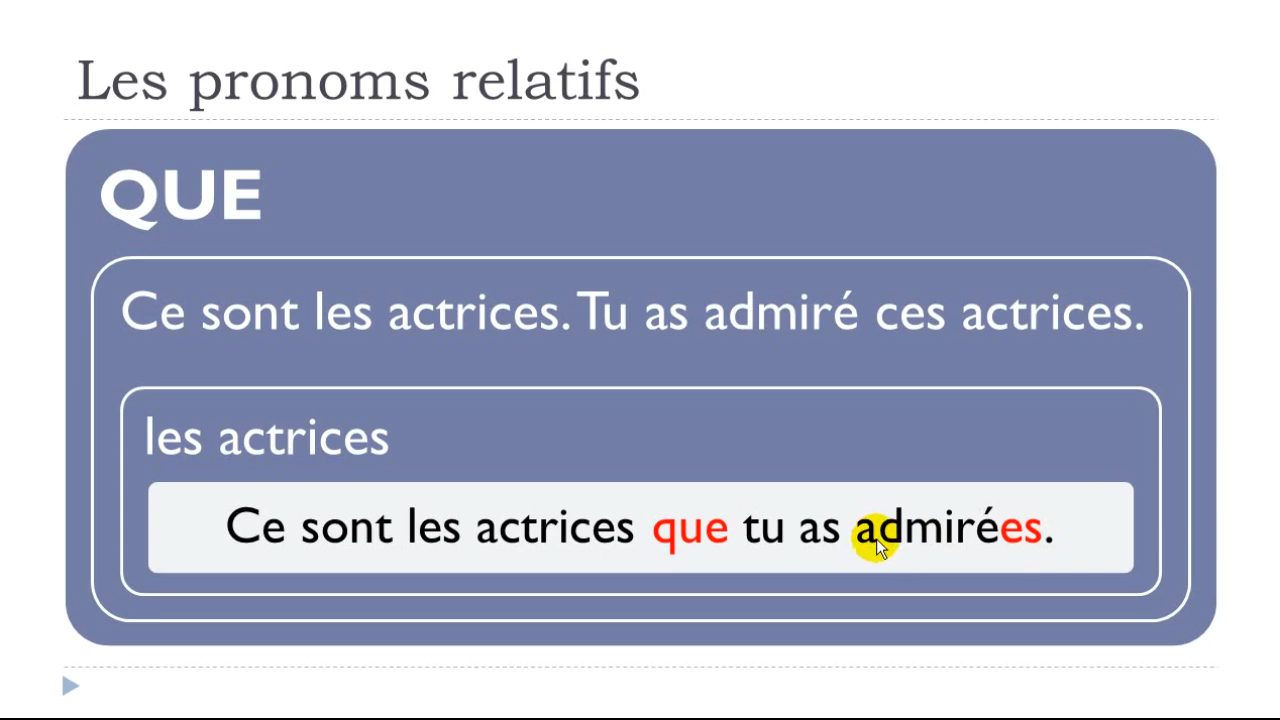 Les pronoms relatifs
QUE
Ce sont les actrices. Tu as admiré ces actrices.
les actrices
Ce sont les actrices que tu as admirées.